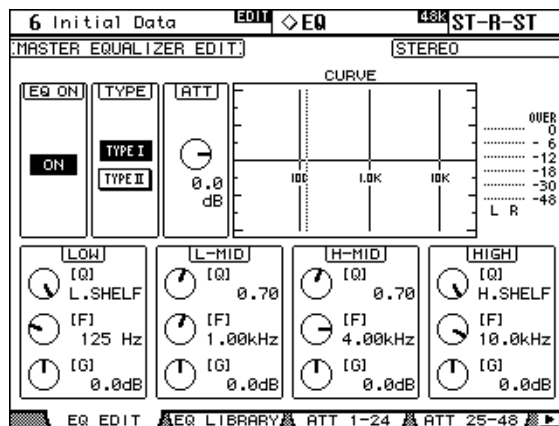 6 Initial Data EDIT ◇EQ 48K ST-R-ST
MASTER EQUALIZER EDIT
STEREO
EQ ON
TYPE
ATT
CURVE
ON
TYPE I
TYPE II
0.0
dB
100
1.0K
10K
OVER
0
- 6
-12
-18
-30
-48
L R
LOW
[Q]
L.SHELF
[F]
125 Hz
[G]
0.0dB
L-MID
[Q]
0.70
[F]
1.00kHz
[G]
0.0dB
H-MID
[Q]
0.70
[F]
4.00kHz
[G]
0.0dB
HIGH
[Q]
H.SHELF
[F]
10.0kHz
[G]
0.0dB
EQ EDIT EQ LIBRARY ATT 1-24 ATT 25-48